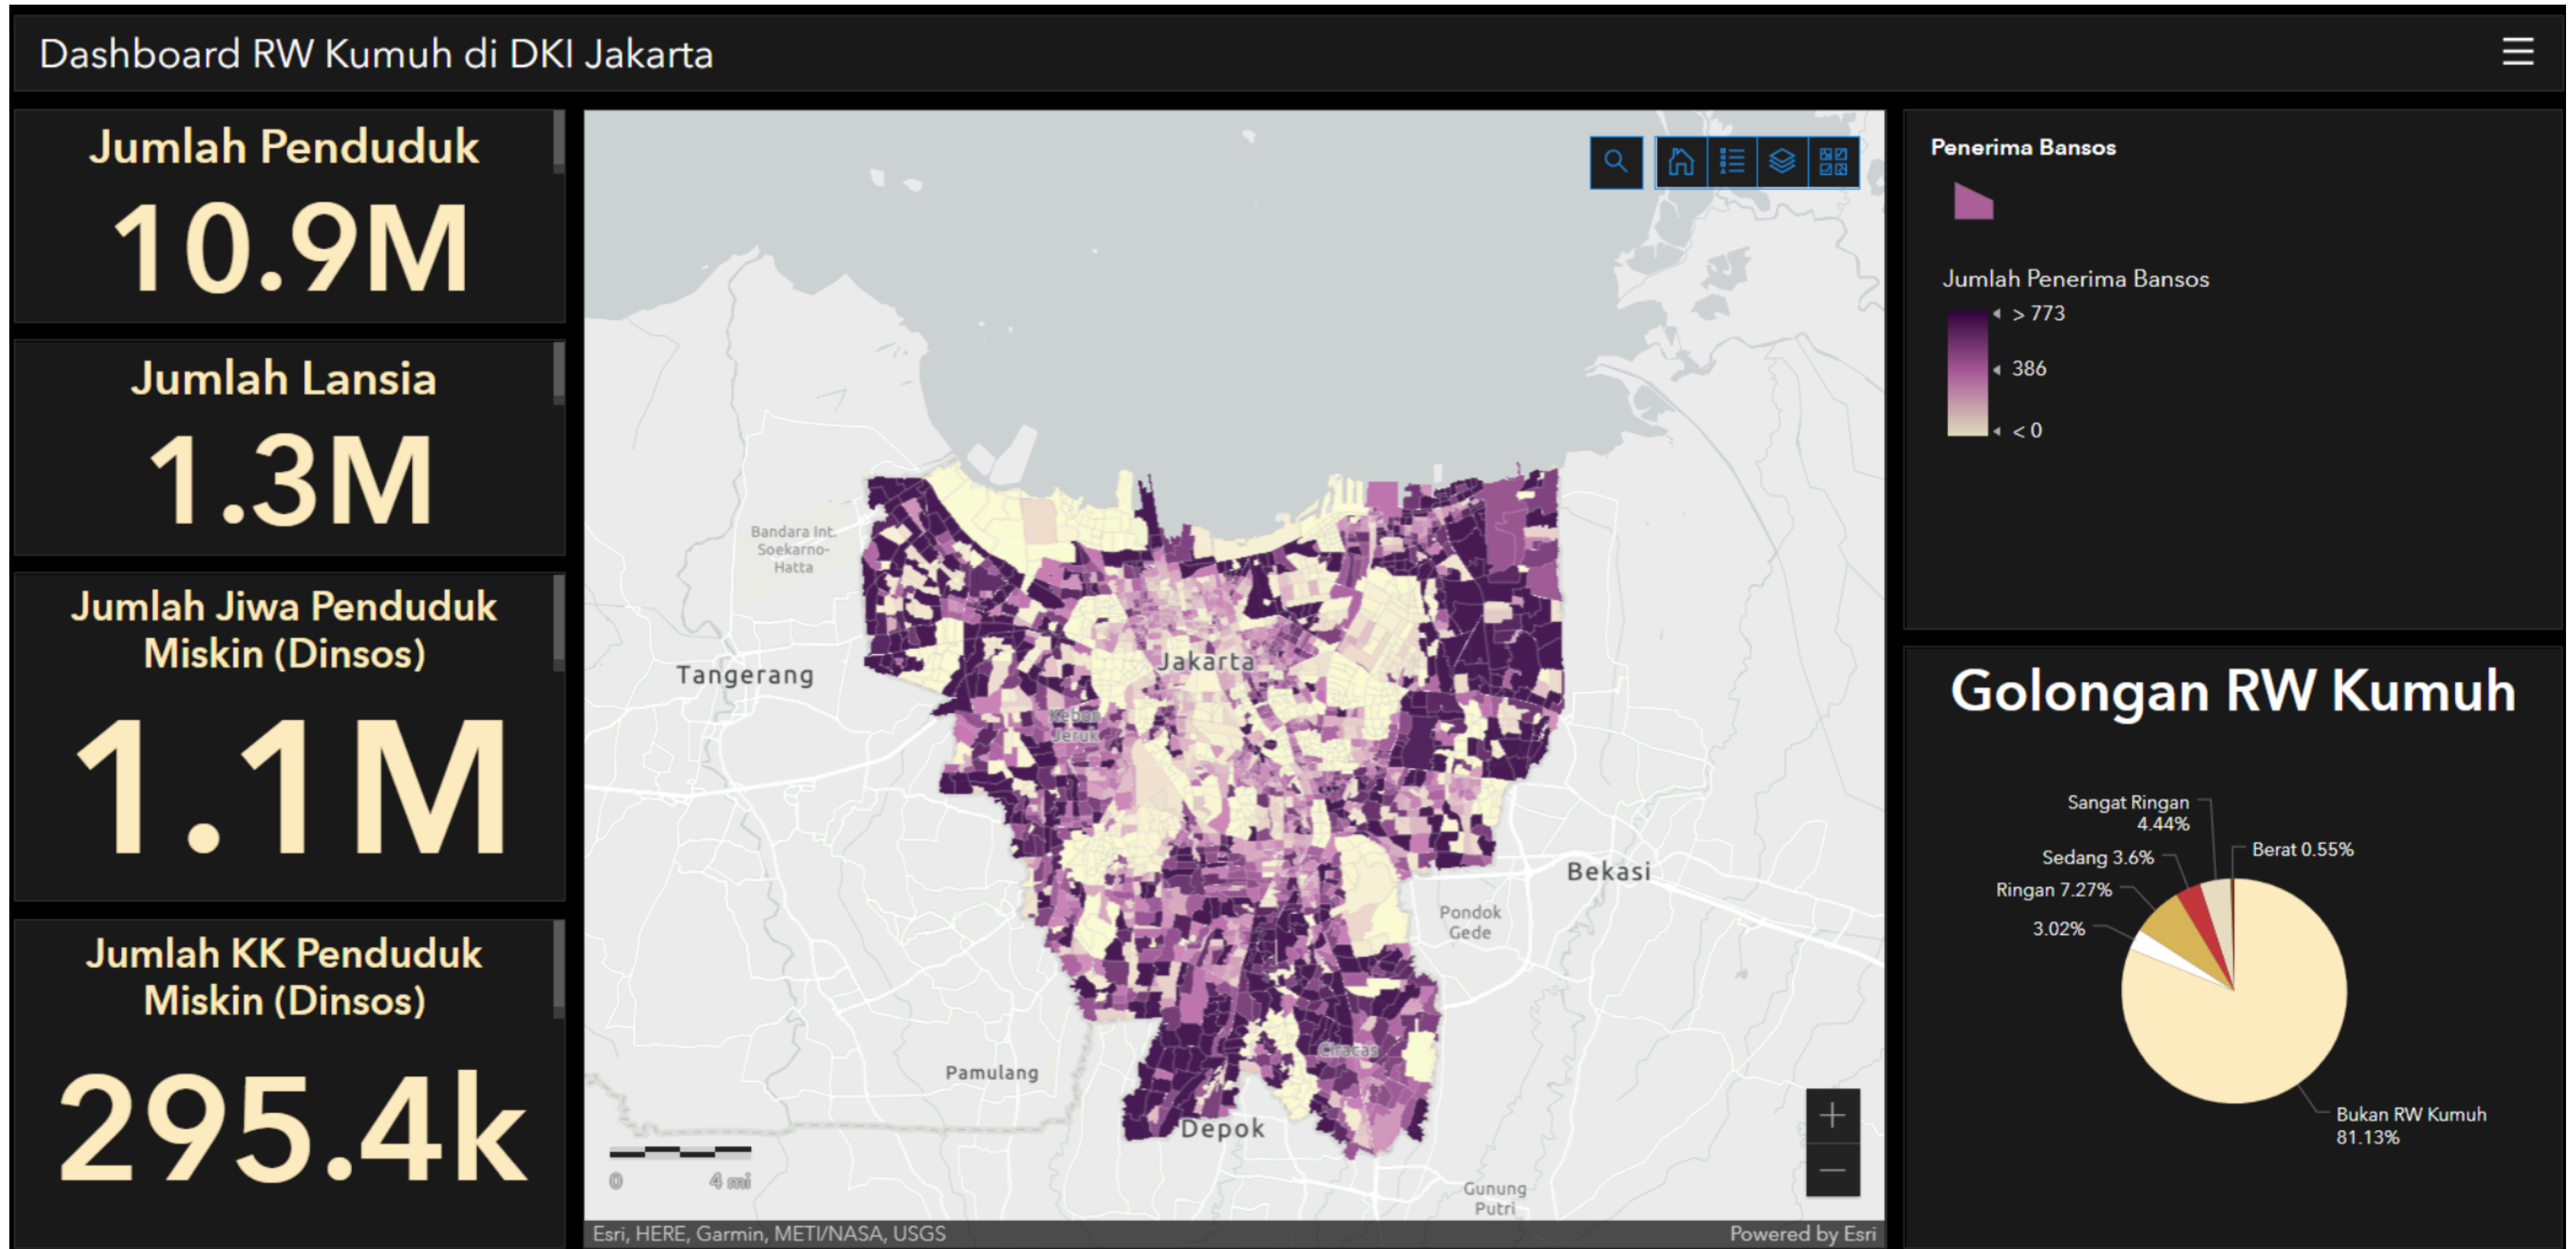 Dashboard RW Kumuh di DKI Jakarta
Jumlah Penduduk
10.9M
Jumlah Lansia
1.3M
Jumlah Jiwa Penduduk
Miskin (Dinsos)
1.1M
Jumlah KK Penduduk
Miskin (Dinsos)
295.4k
Bandara Int.
Soekarno-
Hatta
Tangerang
Jakarta
Kebon
Jeruk
Bekasi
Pondok
Gede
Ciracas
Pamulang
Depok
Gunung
Putri
0 4 mi
Esri, HERE, Garmin, METI/NASA, USGS
Powered by Esri
Penerima Bansos
Jumlah Penerima Bansos
> 773
386
< 0
Golongan RW Kumuh
Sangat Ringan
4.44%
Berat 0.55%
Sedang 3.6%
Ringan 7.27%
3.02%
Bukan RW Kumuh
81.13%